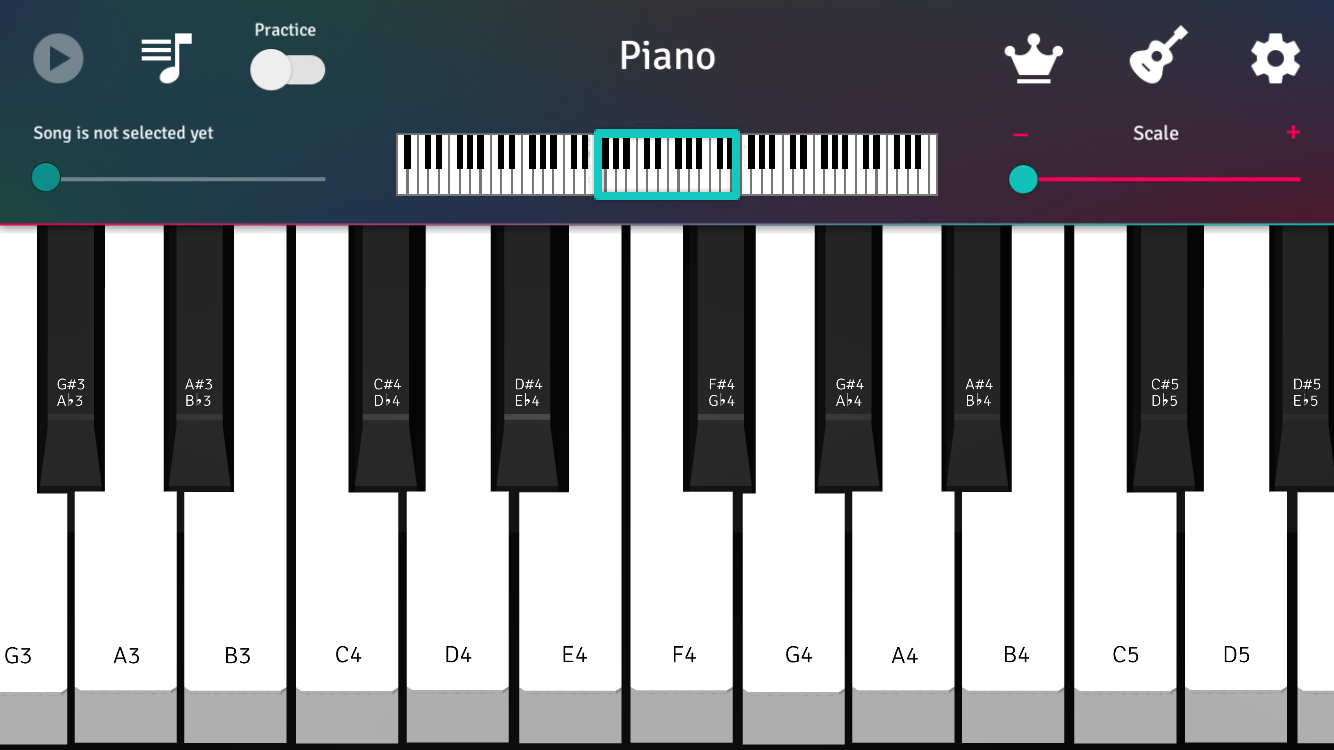 Practice
Piano
Song is not selected yet
– Scale +
G#3 A#3 C#4 D#4 F#4 G#4 A#4 C#5 D#5
A♭3 B♭3 D♭4 E♭4 G♭4 A♭4 B♭4 D♭5 E♭5
G3 A3 B3 C4 D4 E4 F4 G4 A4 B4 C5 D5